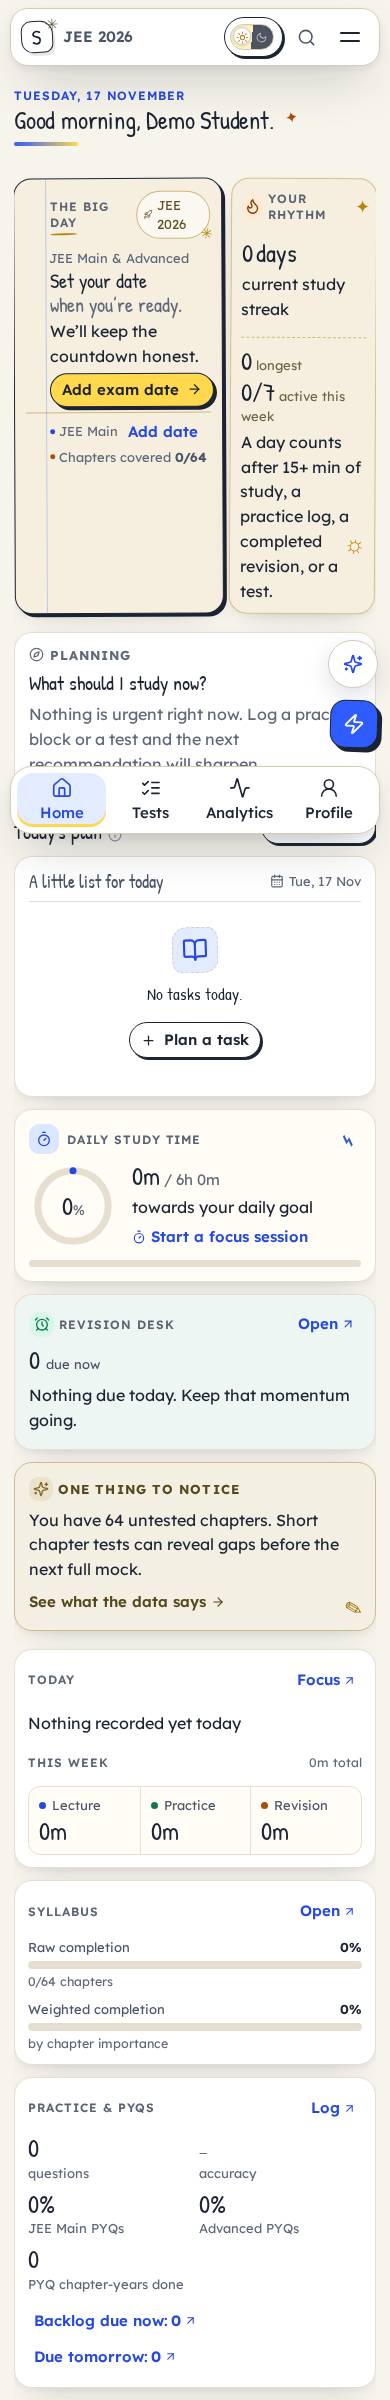 S JEE 2026
TUESDAY, 17 NOVEMBER
Good morning, Demo Student.
THE BIG
DAY
JEE
2026
JEE Main & Advanced
Set your date
when you're ready.
We'll keep the
countdown honest.
Add exam date →
JEE Main Add date
Chapters covered 0/64
YOUR
RHYTHM
0 days
current study
streak
0 longest
0/7 active this
week
A day counts
after 15+ min of
study, a
practice log, a
completed
revision, or a
test.
PLANNING
What should I study now?
Nothing is urgent right now. Log a prac
block or a test and the next
recommendation will sharpen
Home Tests Analytics Profile
Today's plan
A little list for today Tue, 17 Nov
No tasks today.
+ Plan a task
DAILY STUDY TIME
0%
0m / 6h 0m
towards your daily goal
Start a focus session
REVISION DESK Open ↗
0 due now
Nothing due today. Keep that momentum
going.
ONE THING TO NOTICE
You have 64 untested chapters. Short
chapter tests can reveal gaps before the
next full mock.
See what the data says →
TODAY Focus ↗
Nothing recorded yet today
THIS WEEK 0m total
Lecture Practice Revision
0m 0m 0m
SYLLABUS Open ↗
Raw completion 0%
0/64 chapters
Weighted completion 0%
by chapter importance
PRACTICE & PYQS Log ↗
0 –
questions accuracy
0% 0%
JEE Main PYQs Advanced PYQs
0
PYQ chapter-years done
Backlog due now: 0 ↗
Due tomorrow: 0 ↗